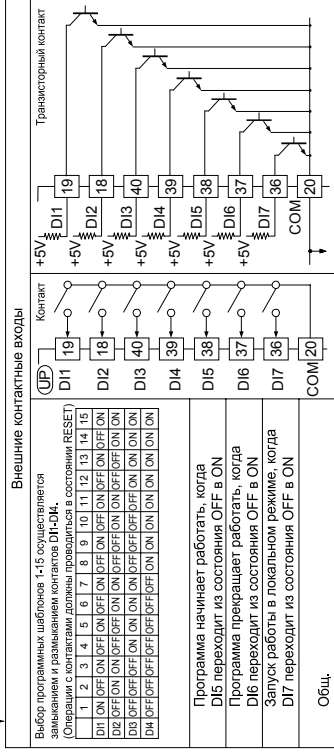 Внешние контактные входы
Выбор программных шаблонов 1-15 осуществляется
замыканием и размыканием контактов DI1-DI4.
(Операции с контактами должны проводиться в состоянии RESET)
1 2 3 4 5 6 7 8 9 10 11 12 13 14 15
DI1 ON OFF ON OFF ON OFF ON OFF ON OFF ON OFF ON OFF ON
DI2 OFF ON ON OFF OFF ON ON OFF OFF ON ON OFF OFF ON ON
DI3 OFF OFF OFF ON ON ON ON OFF OFF OFF OFF ON ON ON ON
DI4 OFF OFF OFF OFF OFF OFF OFF ON ON ON ON ON ON ON ON
Программа начинает работать, когда
DI5 переходит из состояния OFF в ON
Программа прекращает работать, когда
DI6 переходит из состояния OFF в ON
Запуск работы в локальном режиме, когда
DI7 переходит из состояния OFF в ON
Общ.
UP
Контакт
DI1 19
DI2 18
DI3 40
DI4 39
DI5 38
DI6 37
DI7 36
COM 20
Транзисторный контакт
+5V DI1 19
+5V DI2 18
+5V DI3 40
+5V DI4 39
+5V DI5 38
+5V DI6 37
+5V DI7 36
COM 20